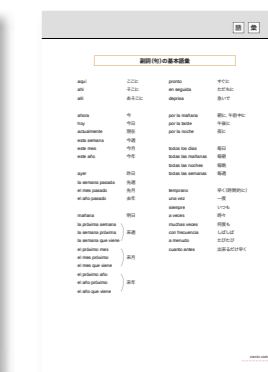 語彙
副詞(句)の基本語彙
aquí ここに
ahí そこに
allí あそこに
ahora 今
hoy 今日
actualmente 現在
esta semana 今週
este mes 今月
este año 今年
ayer 昨日
la semana pasada 先週
el mes pasado 先月
el año pasado 去年
mañana 明日
la próxima semana
la semana próxima 来週
la semana que viene
el próximo mes
el mes próximo 来月
el mes que viene
el próximo año
el año próximo 来年
el año que viene
pronto すぐに
en seguida ただちに
deprisa 急いで
por la mañana 朝に, 午前中に
por la tarde 午後に
por la noche 夜に
todos los días 毎日
todas las mañanas 毎朝
todas las noches 毎晩
todas las semanas 毎週
temprano 早く(時間的に)
una vez 一度
siempre いつも
a veces 時々
muchas veces 何度も
con frecuencia しばしば
a menudo たびたび
cuanto antes 出来るだけ早く